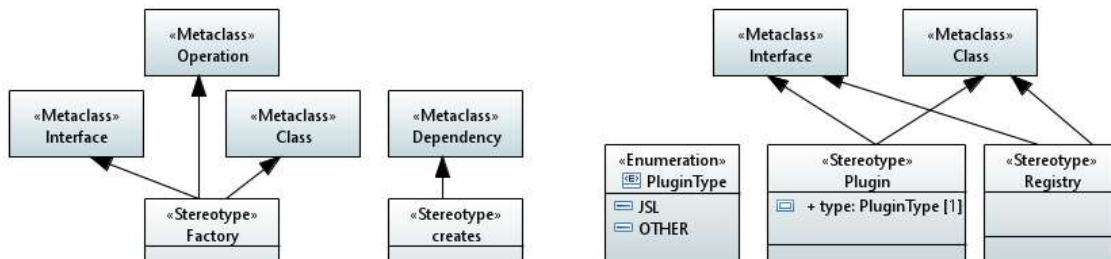 «Metaclass»
Operation
«Metaclass»
Interface
«Metaclass»
Class
«Metaclass»
Dependency
«Stereotype»
Factory
«Stereotype»
creates
«Metaclass»
Interface
«Metaclass»
Class
«Enumeration»
<E> PluginType
JSL
OTHER
«Stereotype»
Plugin
+ type: PluginType [1]
«Stereotype»
Registry